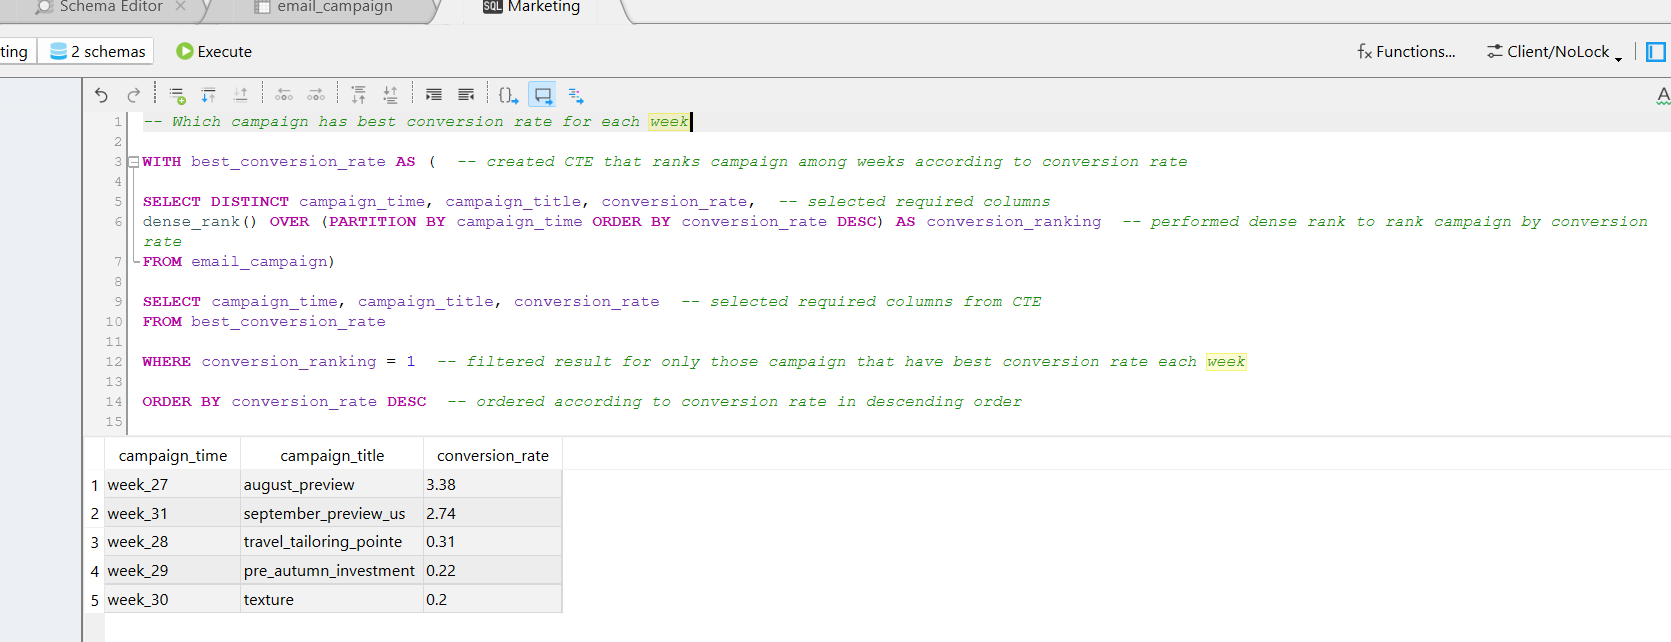 Schema Editor email_campaign SQL Marketing
ting 2 schemas Execute fx Functions... Client/NoLock
1 -- Which campaign has best conversion rate for each week
2
3 WITH best_conversion_rate AS ( -- created CTE that ranks campaign among weeks according to conversion rate
4
5 SELECT DISTINCT campaign_time, campaign_title, conversion_rate, -- selected required columns
6 dense_rank() OVER (PARTITION BY campaign_time ORDER BY conversion_rate DESC) AS conversion_ranking -- performed dense rank to rank campaign by conversion
rate
7 FROM email_campaign)
8
9 SELECT campaign_time, campaign_title, conversion_rate -- selected required columns from CTE
10 FROM best_conversion_rate
11
12 WHERE conversion_ranking = 1 -- filtered result for only those campaign that have best conversion rate each week
13
14 ORDER BY conversion_rate DESC -- ordered according to conversion rate in descending order
15
campaign_time campaign_title conversion_rate
1 week_27 august_preview 3.38
2 week_31 september_preview_us 2.74
3 week_28 travel_tailoring_pointe 0.31
4 week_29 pre_autumn_investment 0.22
5 week_30 texture 0.2